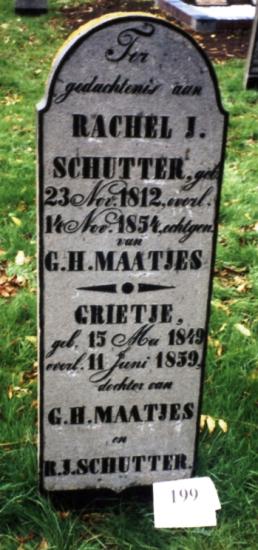 Ter
gedachtenis aan
RACHEL J.
SCHUTTER, geb.
23 Nov. 1812, overl.
14 Nov. 1854, echtgen.
van
G.H. MAATJES
GRIETJE,
geb. 15 Mei 1849
overl. 11 Juni 1859,
dochter van
G.H. MAATJES
en
R.J. SCHUTTER.
199